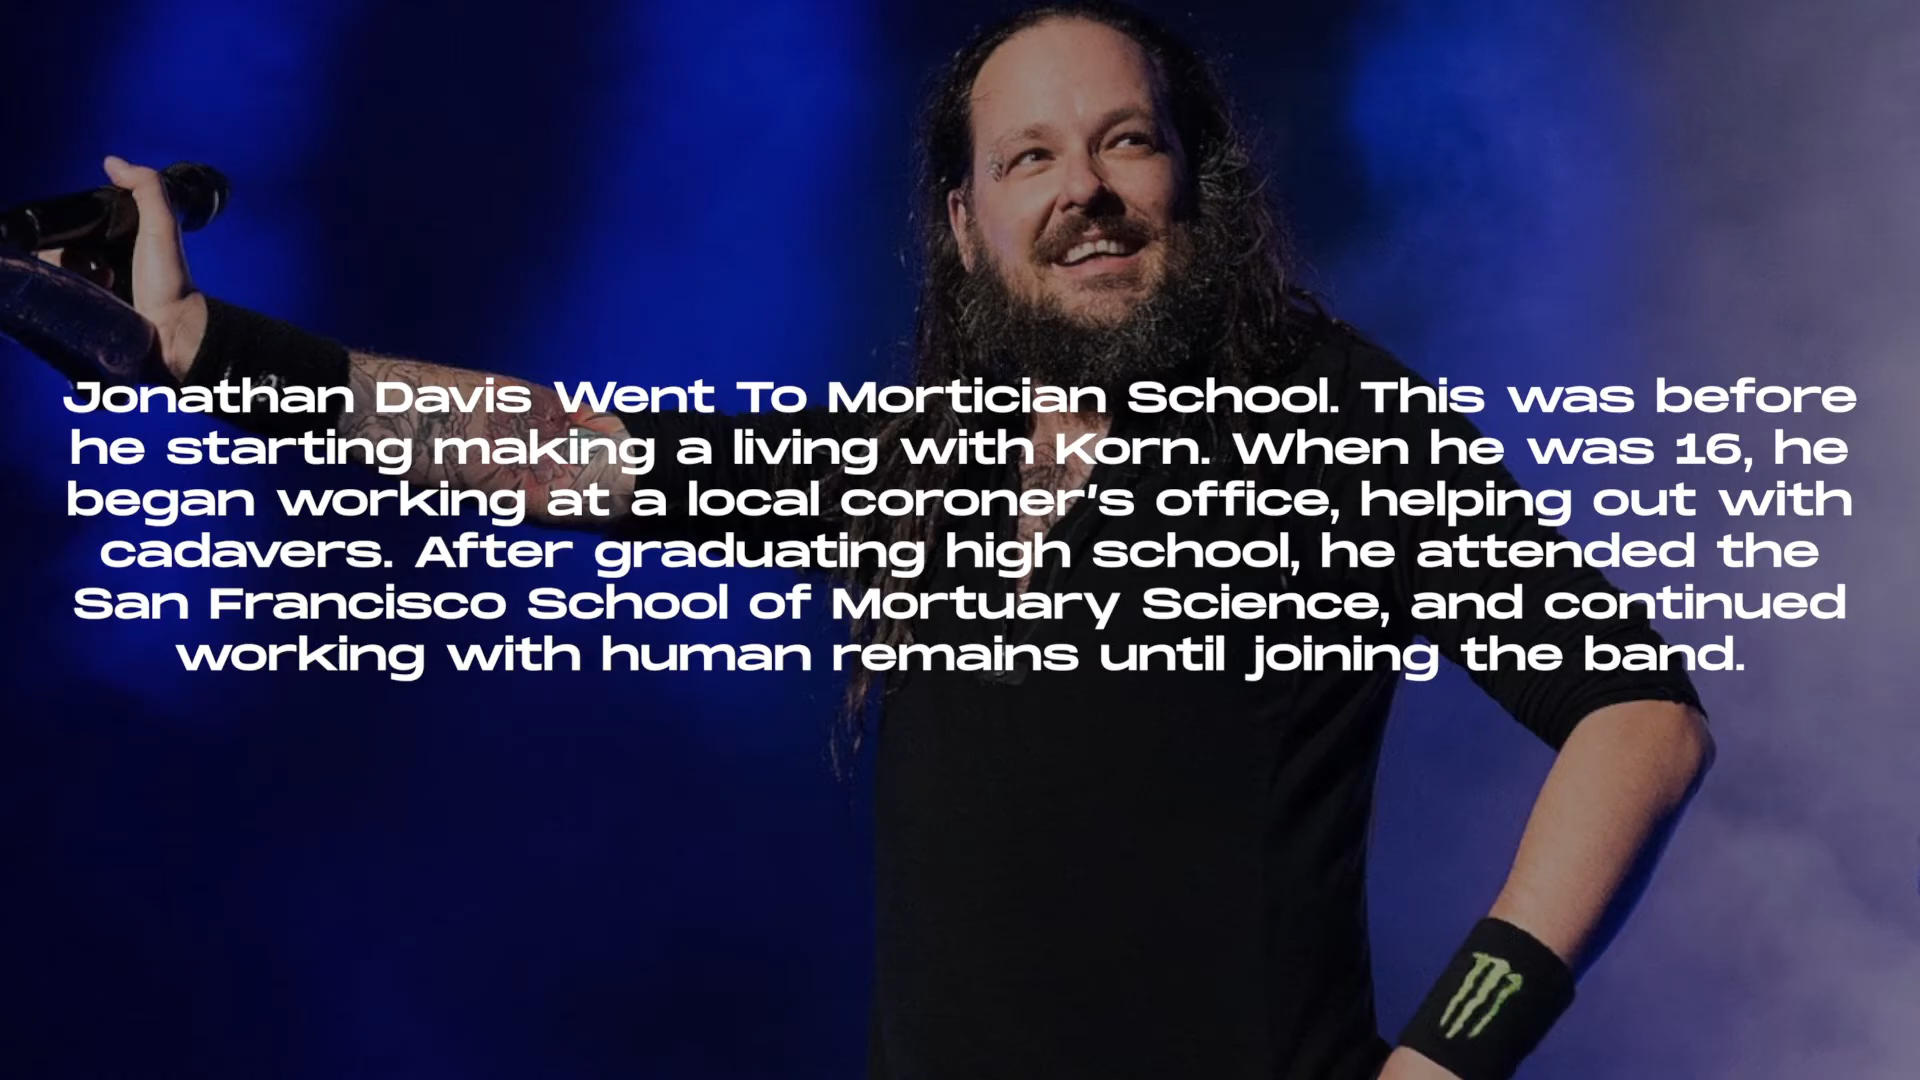 Jonathan Davis Went To Mortician School. This was before
he starting making a living with Korn. When he was 16, he
began working at a local coroner's office, helping out with
cadavers. After graduating high school, he attended the
San Francisco School of Mortuary Science, and continued
working with human remains until joining the band.